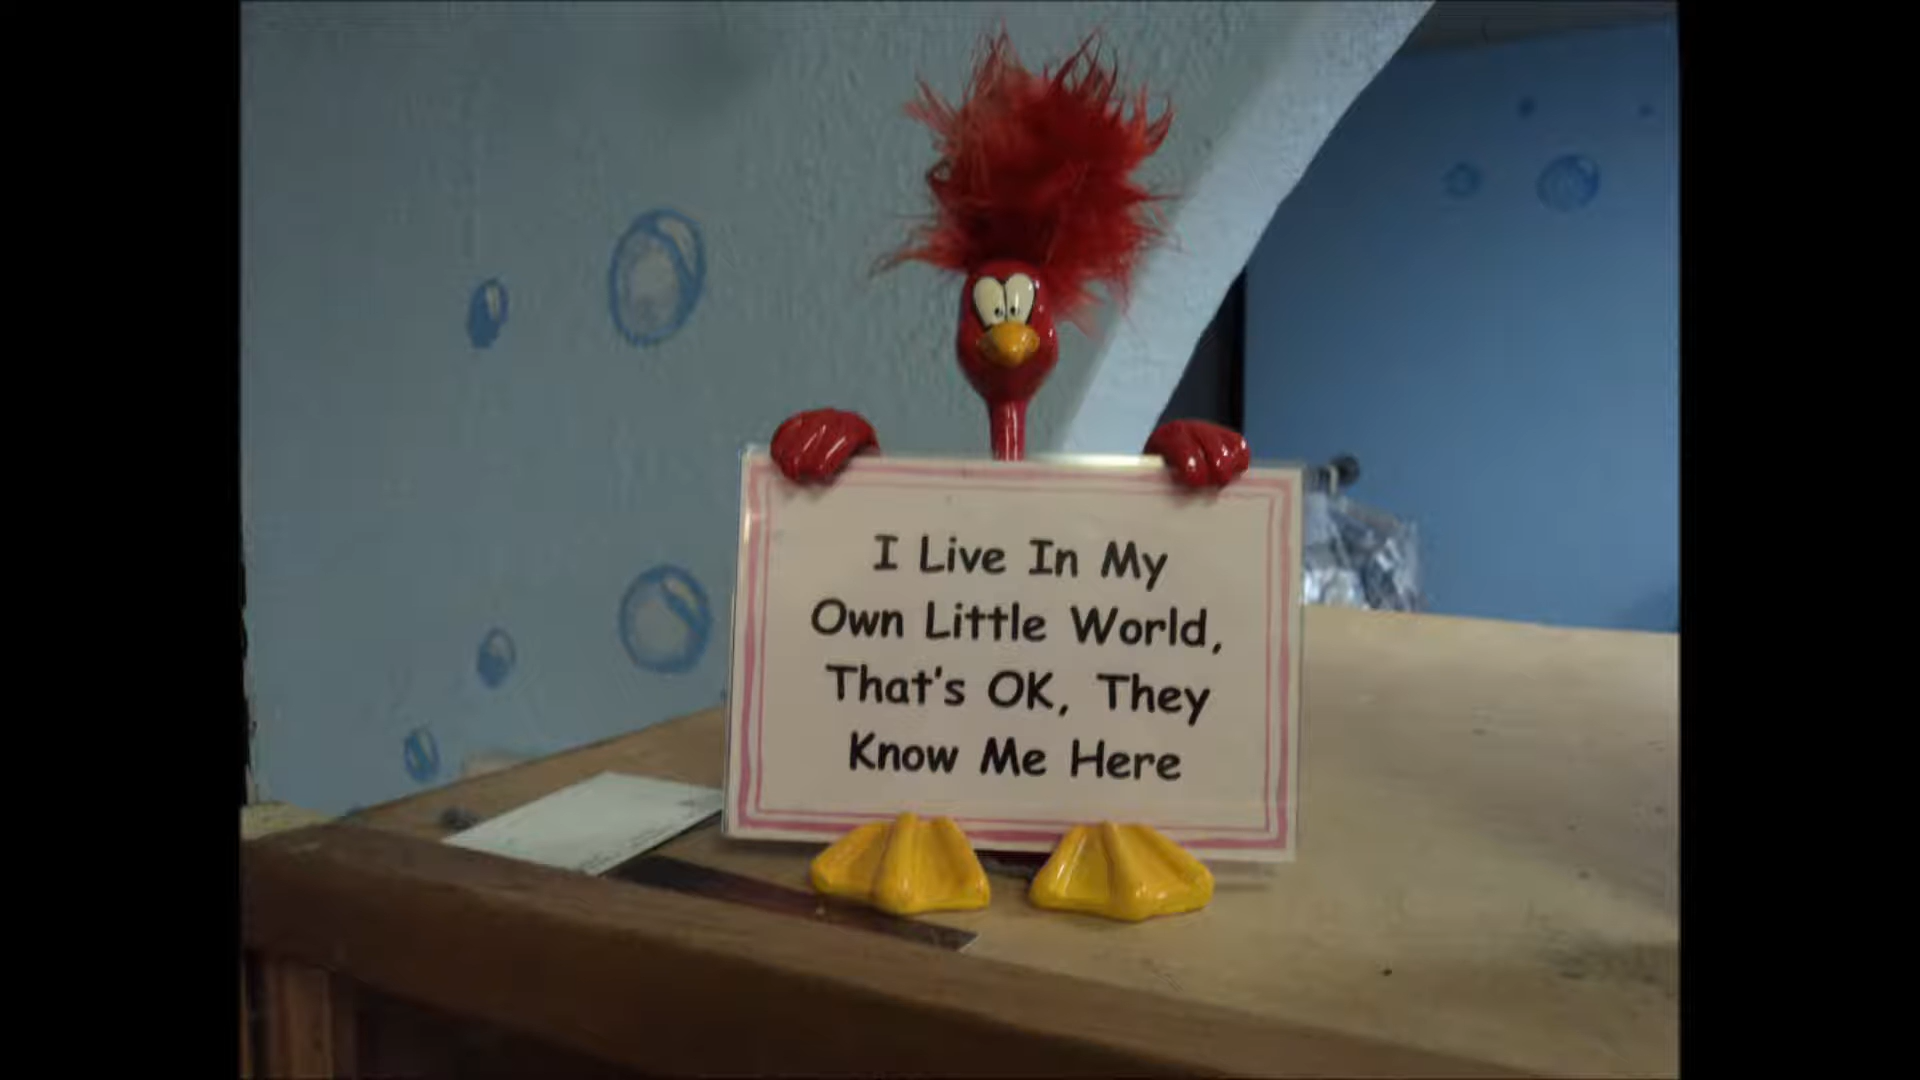 I Live In My
Own Little World,
That's OK, They
Know Me Here